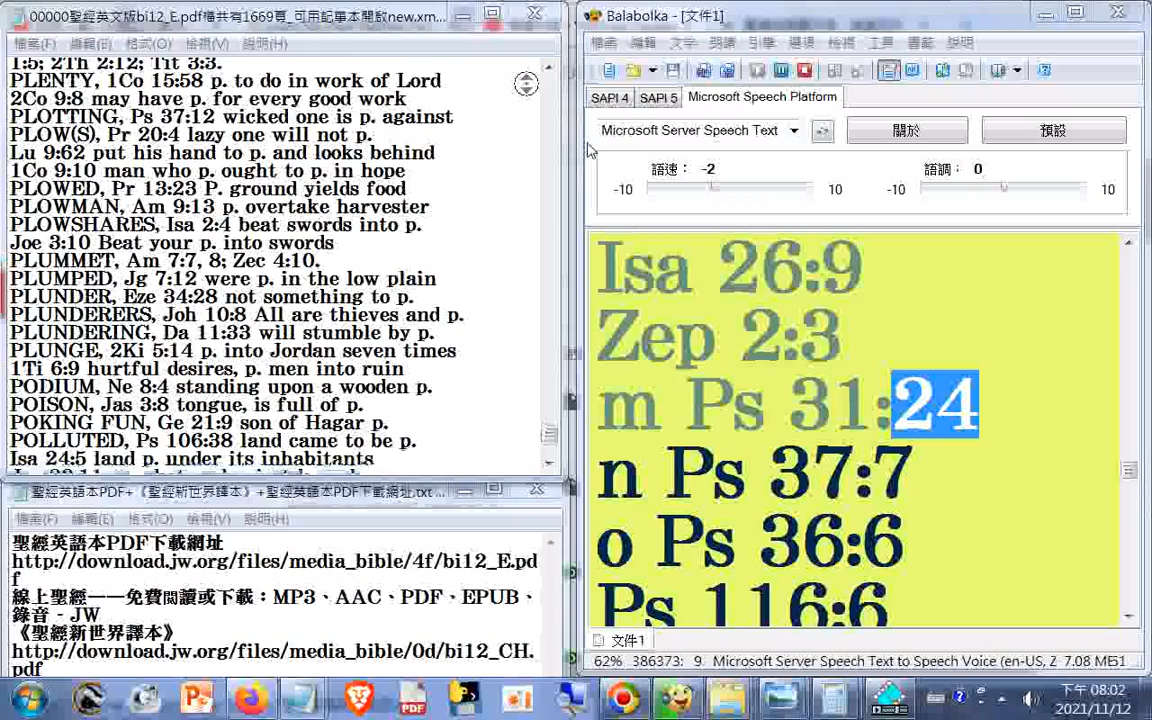 00000聖經英文版bi12_E.pdf檔共有1669頁_可用記事本開啟new.xm...
檔案(F) 編輯(E) 格式(O) 檢視(V) 說明(H)
1:5; 2Th 2:12; Tit 3:3.
PLENTY, 1Co 15:58 p. to do in work of Lord
2Co 9:8 may have p. for every good work
PLOTTING, Ps 37:12 wicked one is p. against
PLOW(S), Pr 20:4 lazy one will not p.
Lu 9:62 put his hand to p. and looks behind
1Co 9:10 man who p. ought to p. in hope
PLOWED, Pr 13:23 P. ground yields food
PLOWMAN, Am 9:13 p. overtake harvester
PLOWSHARES, Isa 2:4 beat swords into p.
Joe 3:10 Beat your p. into swords
PLUMMET, Am 7:7, 8; Zec 4:10.
PLUMPED, Jg 7:12 were p. in the low plain
PLUNDER, Eze 34:28 not something to p.
PLUNDERERS, Joh 10:8 All are thieves and p.
PLUNDERING, Da 11:33 will stumble by p.
PLUNGE, 2Ki 5:14 p. into Jordan seven times
1Ti 6:9 hurtful desires, p. men into ruin
PODIUM, Ne 8:4 standing upon a wooden p.
POISON, Jas 3:8 tongue, is full of p.
POKING FUN, Ge 21:9 son of Hagar p.
POLLUTED, Ps 106:38 land came to be p.
Isa 24:5 land p. under its inhabitants
聖經英語本PDF+《聖經新世界譯本》+聖經英語本PDF下載網址.txt ...
檔案(F) 編輯(E) 格式(O) 檢視(V) 說明(H)
聖經英語本PDF下載網址
http://download.jw.org/files/media_bible/4f/bi12_E.pd
f
線上聖經——免費閱讀或下載：MP3、AAC、PDF、EPUB、
錄音 - JW
《聖經新世界譯本》
http://download.jw.org/files/media_bible/0d/bi12_CH.
pdf
Balabolka - [文件1]
檔案 編輯 文字 朗讀 引擎 選項 檢視 工具 書籤 說明
SAPI 4 SAPI 5 Microsoft Speech Platform
Microsoft Server Speech Text 關於 預設
語速： -2 語調： 0
-10 10 -10 10
Isa 26:9
Zep 2:3
m Ps 31:24
n Ps 37:7
o Ps 36:6
Ps 116:6
文件1
62% 386373: 9 Microsoft Server Speech Text to Speech Voice (en-US, Z 7.08 ME51
下午 08:02
2021/11/12